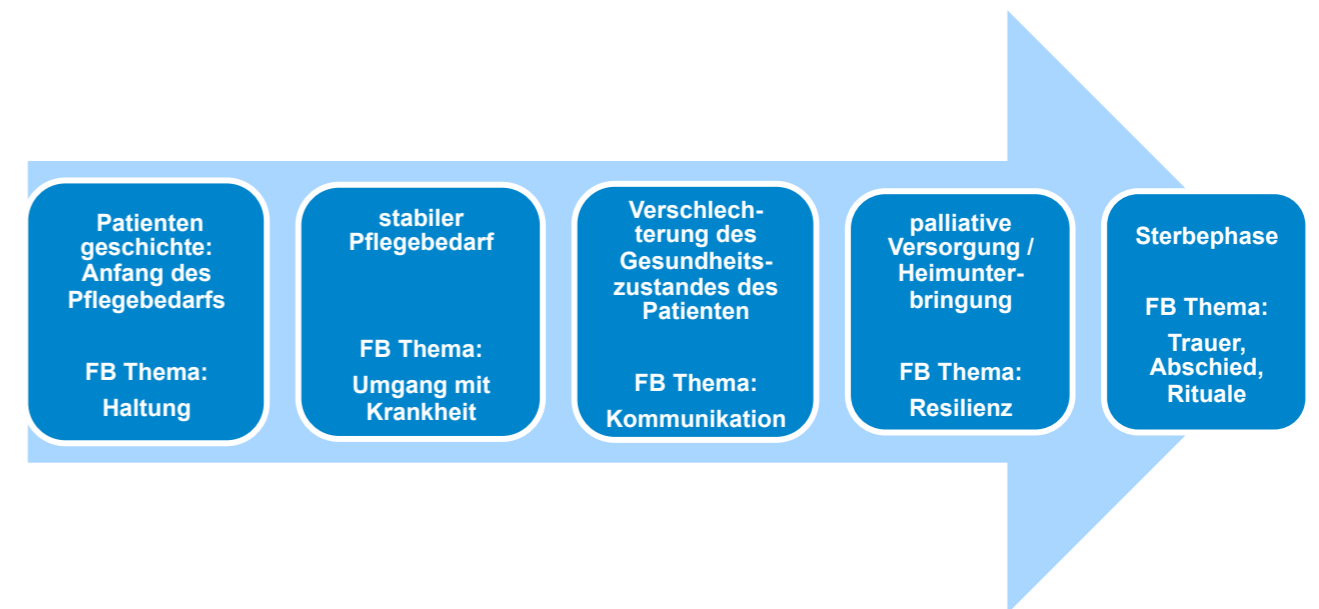 Patienten
geschichte:
Anfang des
Pflegebedarfs
FB Thema:
Haltung
stabiler
Pflegebedarf
FB Thema:
Umgang mit
Krankheit
Verschlech-
terung des
Gesundheits-
zustandes des
Patienten
FB Thema:
Kommunikation
palliative
Versorgung /
Heimunter-
bringung
FB Thema:
Resilienz
Sterbephase
FB Thema:
Trauer,
Abschied,
Rituale